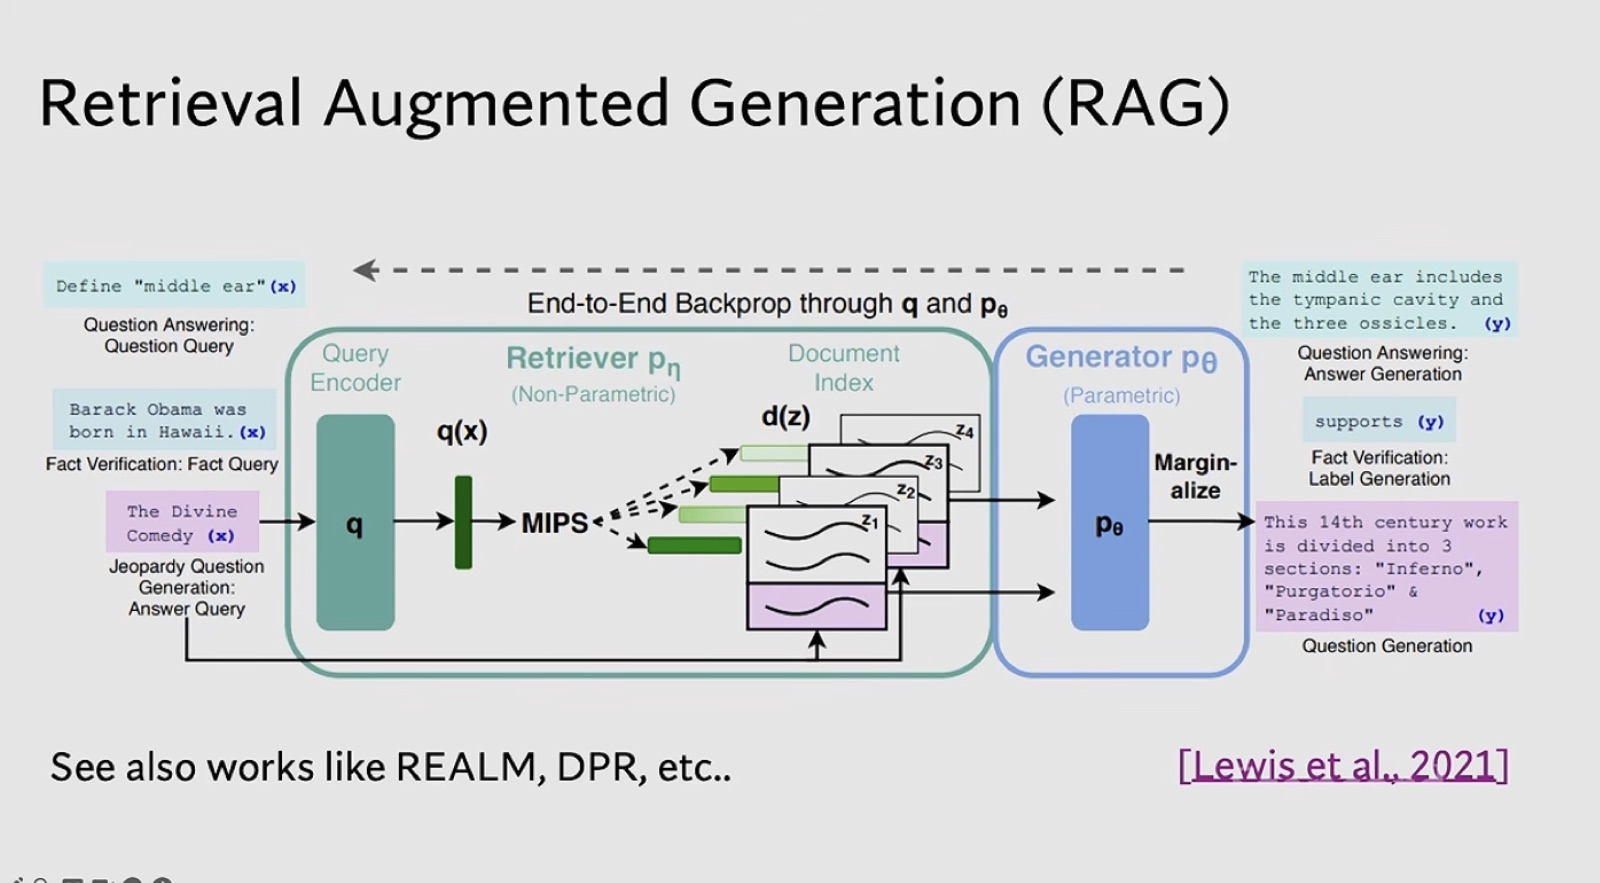 Retrieval Augmented Generation (RAG)
End-to-End Backprop through q and pθ
Define "middle ear"(x)
Question Answering:
Question Query
Barack Obama was
born in Hawaii.(x)
Fact Verification: Fact Query
The Divine
Comedy (x)
Jeopardy Question
Generation:
Answer Query
Query
Encoder
q
Retriever pη
(Non-Parametric)
q(x)
MIPS
Document
Index
d(z)
z4
z3
z2
z1
Generator pθ
(Parametric)
pθ
Margin-
alize
The middle ear includes
the tympanic cavity and
the three ossicles. (y)
Question Answering:
Answer Generation
supports (y)
Fact Verification:
Label Generation
This 14th century work
is divided into 3
sections: "Inferno",
"Purgatorio" &
"Paradiso" (y)
Question Generation
See also works like REALM, DPR, etc..
[Lewis et al., 2021]